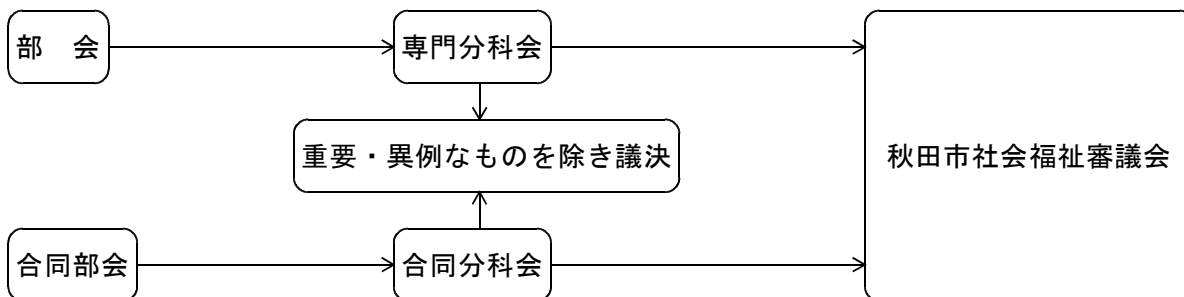 部　会
専門分科会
重要・異例なものを除き議決
秋田市社会福祉審議会
合同部会
合同分科会